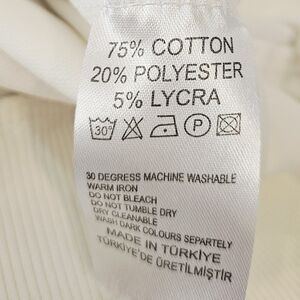 75% COTTON
20% POLYESTER
5% LYCRA
30°
P
30 DEGRESS MACHINE WASHABLE
WARM IRON
DO NOT BLEACH
DO NOT TUMBLE DRY
DRY CLEANABLE
WASH DARK COLOURS SEPARTELY
MADE IN TÜRKİYE
TÜRKİYE'DE ÜRETİLMİŞTİR